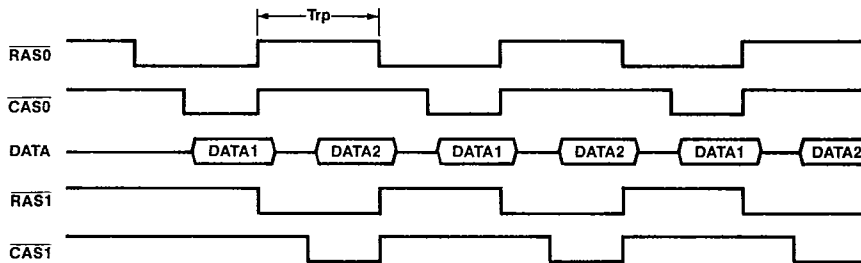 Trp
RAS0
CAS0
DATA DATA1 DATA2 DATA1 DATA2 DATA1 DATA2
RAS1
CAS1